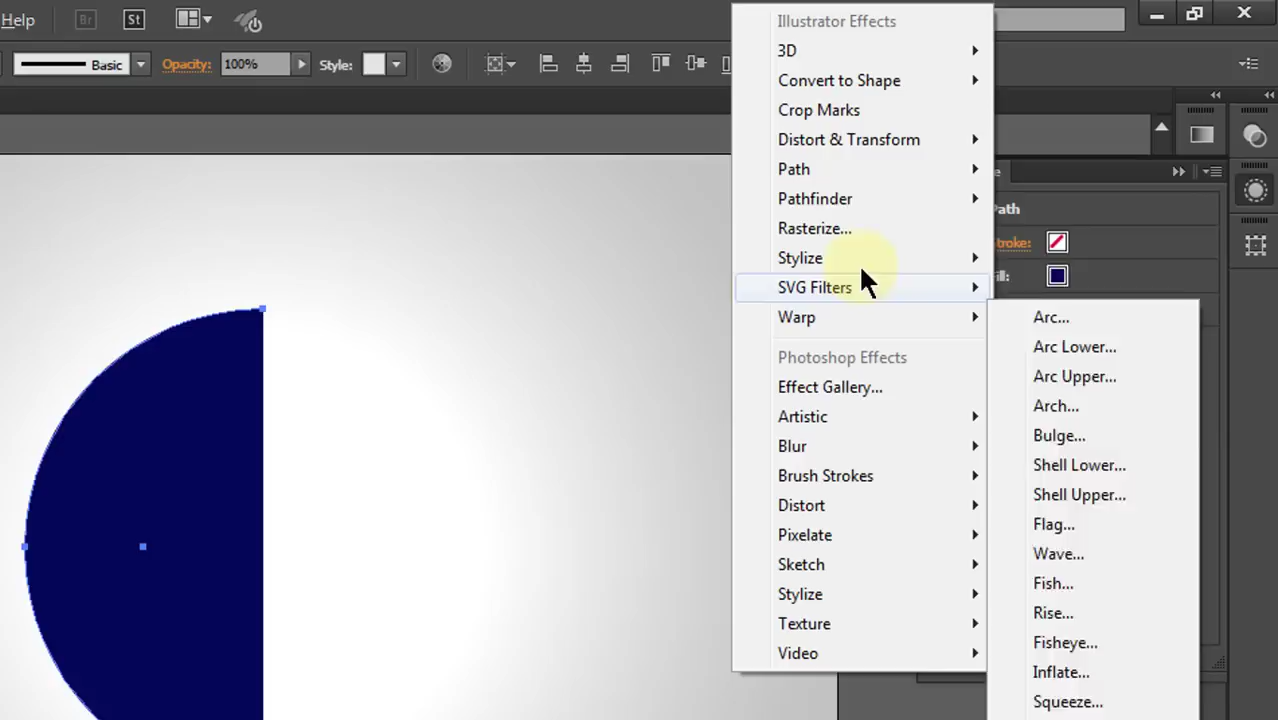 Help
Br
St
Basic
Opacity:
100%
Style:
Illustrator Effects
3D
Convert to Shape
Crop Marks
Distort & Transform
Path
Pathfinder
Rasterize...
Stylize
SVG Filters
Warp
Photoshop Effects
Effect Gallery...
Artistic
Blur
Brush Strokes
Distort
Pixelate
Sketch
Stylize
Texture
Video
Arc...
Arc Lower...
Arc Upper...
Arch...
Bulge...
Shell Lower...
Shell Upper...
Flag...
Wave...
Fish...
Rise...
Fisheye...
Inflate...
Squeeze...
Path